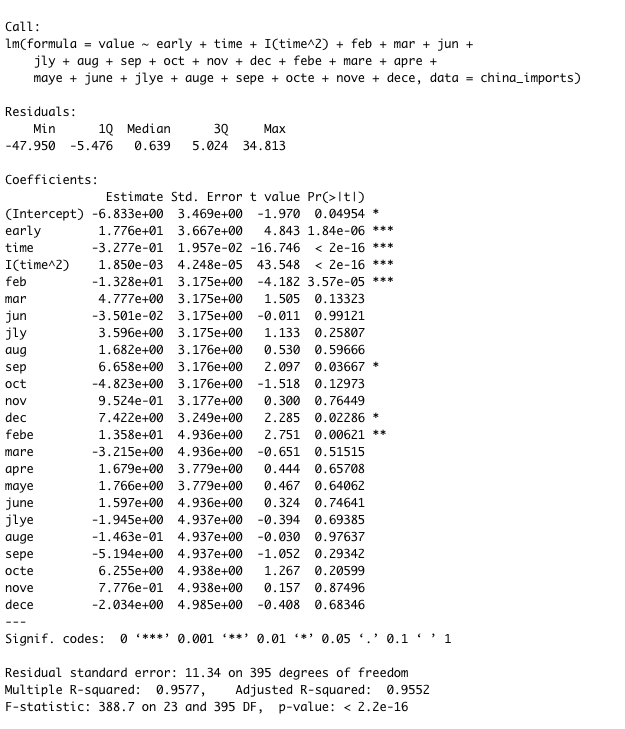 Call:
lm(formula = value ~ early + time + I(time^2) + feb + mar + jun +
    jly + aug + sep + oct + nov + dec + febe + mare + apre +
    maye + june + jlye + auge + sepe + octe + nove + dece, data = china_imports)
Residuals:
    Min      1Q  Median      3Q     Max
-47.950  -5.476   0.639   5.024  34.813
Coefficients:
              Estimate Std. Error t value Pr(>|t|)
(Intercept) -6.833e+00  3.469e+00  -1.970  0.04954 *
early        1.776e+01  3.667e+00   4.843 1.84e-06 ***
time        -3.277e-01  1.957e-02 -16.746  < 2e-16 ***
I(time^2)    1.850e-03  4.248e-05  43.548  < 2e-16 ***
feb         -1.328e+01  3.175e+00  -4.182 3.57e-05 ***
mar          4.777e+00  3.175e+00   1.505  0.13323
jun         -3.501e-02  3.175e+00  -0.011  0.99121
jly          3.596e+00  3.176e+00   1.133  0.25807
aug          1.682e+00  3.176e+00   0.530  0.59666
sep          6.658e+00  3.176e+00   2.097  0.03667 *
oct         -4.823e+00  3.177e+00  -1.518  0.12973
nov          9.524e-01  3.177e+00   0.300  0.76449
dec          7.422e+00  3.249e+00   2.285  0.02286 *
febe         1.358e+01  4.936e+00   2.751  0.00621 **
mare        -3.215e+00  4.936e+00  -0.651  0.51515
apre         1.679e+00  3.779e+00   0.444  0.65708
maye         1.766e+00  3.779e+00   0.467  0.64062
june         1.597e+00  4.936e+00   0.324  0.74641
jlye        -1.945e+00  4.937e+00  -0.394  0.69385
auge        -1.463e-01  4.937e+00  -0.030  0.97637
sepe        -5.194e+00  4.937e+00  -1.052  0.29342
octe         6.255e+00  4.938e+00   1.267  0.20599
nove         7.776e-01  4.938e+00   0.157  0.87496
dece        -2.034e+00  4.985e+00  -0.408  0.68346
---
Signif. codes:  0 ‘***’ 0.001 ‘**’ 0.01 ‘*’ 0.05 ‘.’ 0.1 ‘ ’ 1
Residual standard error: 11.34 on 395 degrees of freedom
Multiple R-squared:  0.9577,    Adjusted R-squared:  0.9552
F-statistic: 388.7 on 23 and 395 DF,  p-value: < 2.2e-16